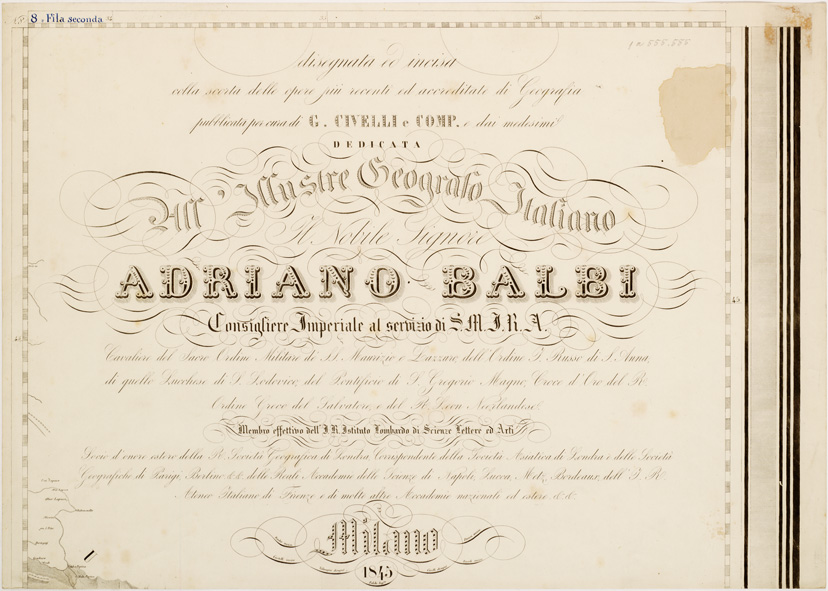 8. Fila seconda
disegnata ed incisa
colla scorta delle opere più recenti ed accreditate di Geografia
pubblicata per cura di G. CIVELLI e COMP. e dai medesimi
DEDICATA
All' Illustre Geografo Italiano
Il Nobile Signore
ADRIANO BALBI
Consigliere Imperiale al servizio di S.M.I.R.A.
Cavaliere del Sacro Ordine Militare di SS. Maurizio e Lazzaro, dell'Ordine I. Russo di S. Anna,
di quello Lucchese di S. Lodovico, del Pontificio di S. Gregorio Magno, Croce d'Oro del R.
Ordine Greco del Salvatore, e del R. Leon Neerlandese.
Membro effettivo dell'I.R. Istituto Lombardo di Scienze Lettere ed Arti
Socio d'onore estero della R. Società Geografica di Londra, Corrispondente della Società Asiatica di Londra e delle Società
Geografiche di Parigi, Berlino &&. delle Reali Accademie delle Scienze di Napoli, Lucca, Metz, Bordeaux, dell' I. R.
Ateneo Italiano di Firenze e di molte altre Accademie nazionali ed estere &.&.
Milano
1845